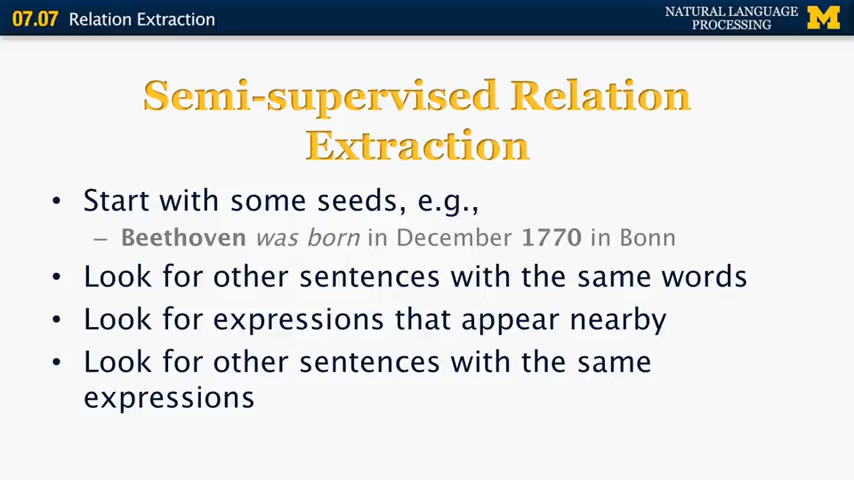 07.07 Relation Extraction
NATURAL LANGUAGE
PROCESSING
M
Semi-supervised Relation
Extraction
• Start with some seeds, e.g.,
– Beethoven was born in December 1770 in Bonn
• Look for other sentences with the same words
• Look for expressions that appear nearby
• Look for other sentences with the same
expressions